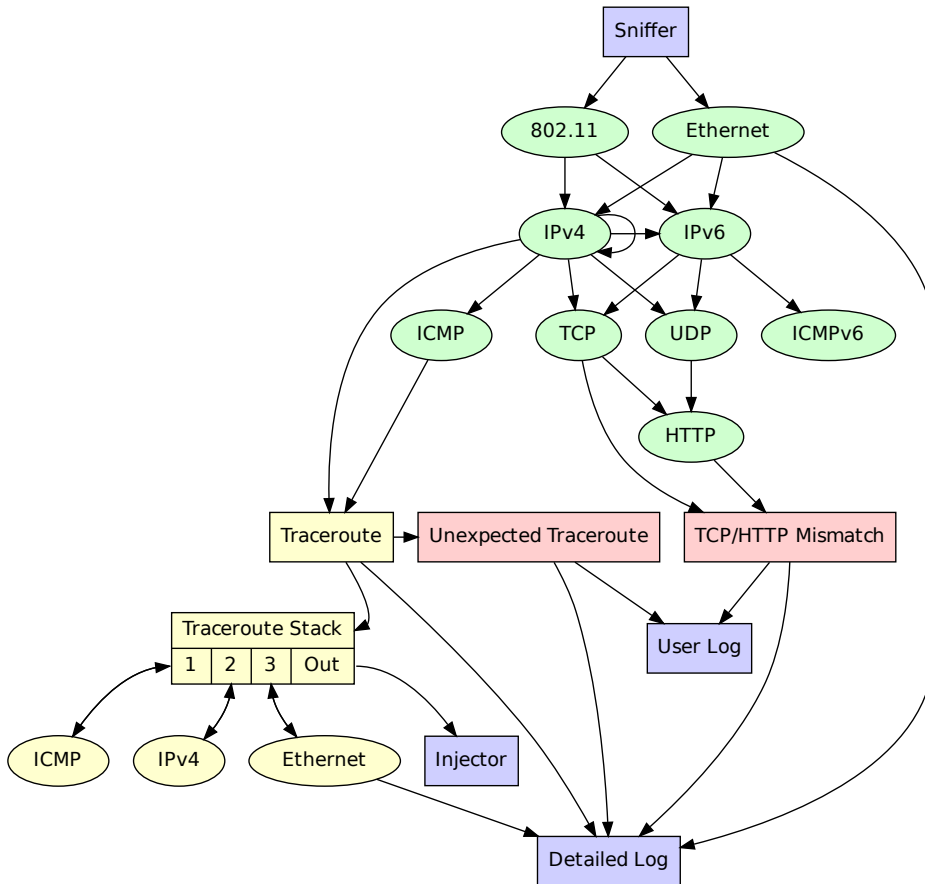 Sniffer
802.11
Ethernet
IPv4
IPv6
ICMP
TCP
UDP
ICMPv6
HTTP
Traceroute
Unexpected Traceroute
TCP/HTTP Mismatch
Traceroute Stack
1 2 3 Out
User Log
ICMP
IPv4
Ethernet
Injector
Detailed Log